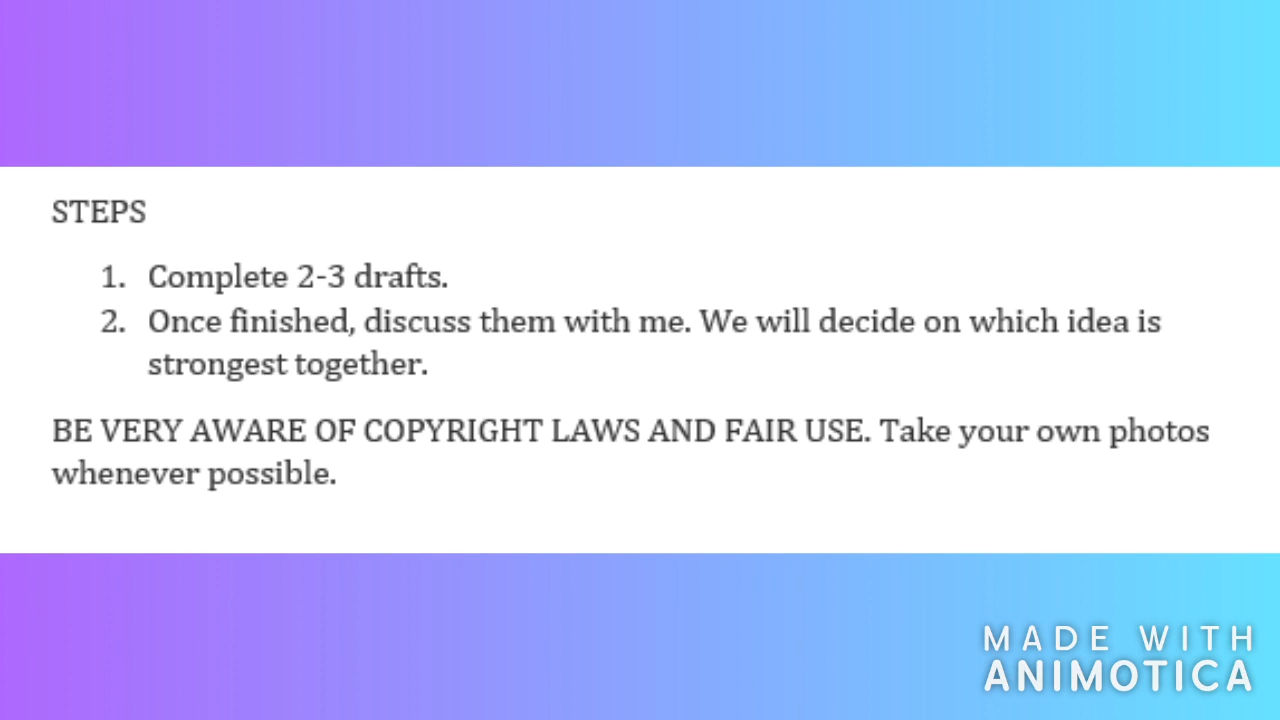 STEPS
1. Complete 2-3 drafts.
2. Once finished, discuss them with me. We will decide on which idea is
strongest together.
BE VERY AWARE OF COPYRIGHT LAWS AND FAIR USE. Take your own photos
whenever possible.
MADE WITH
ANIMOTICA